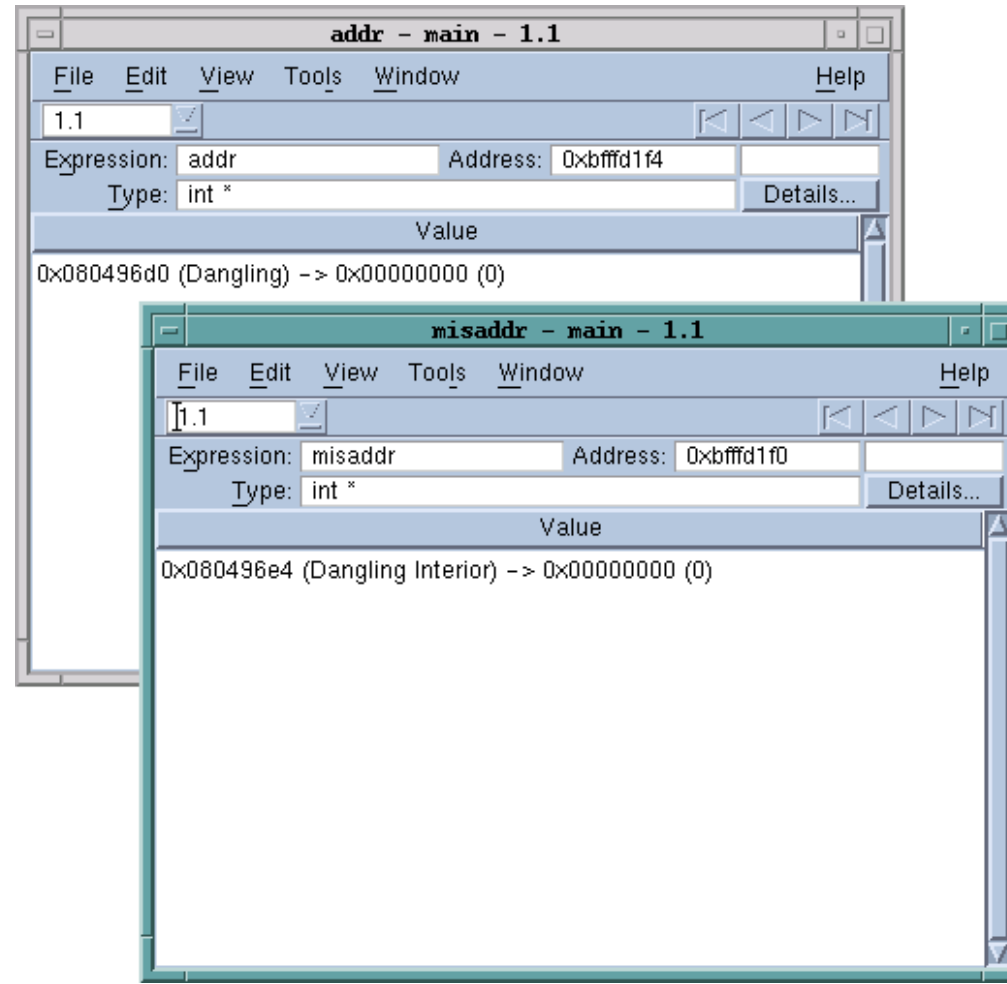 addr - main - 1.1
File Edit View Tools Window Help
1.1
Expression: addr Address: 0xbfffd1f4
Type: int * Details...
Value
0x080496d0 (Dangling) -> 0x00000000 (0)
misaddr - main - 1.1
File Edit View Tools Window Help
1.1
Expression: misaddr Address: 0xbfffd1f0
Type: int * Details...
Value
0x080496e4 (Dangling Interior) -> 0x00000000 (0)